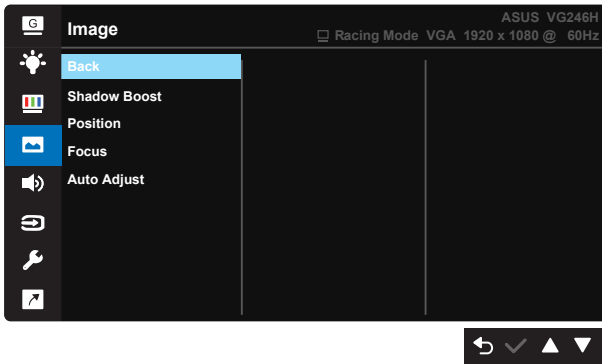 G
Image
ASUS VG246H
Racing Mode VGA 1920 x 1080 @ 60Hz
Back
Shadow Boost
Position
Focus
Auto Adjust